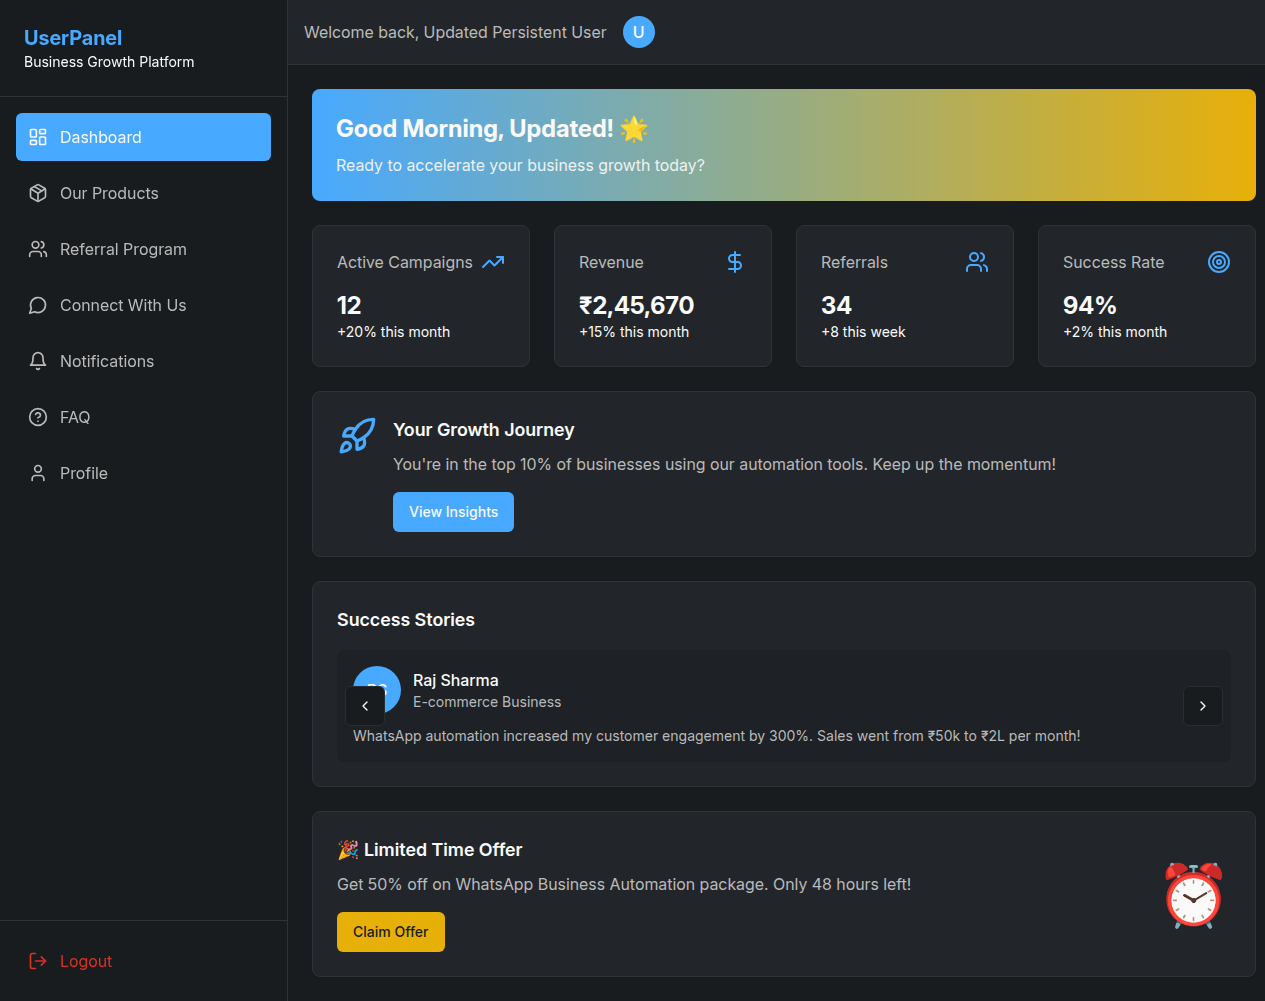 UserPanel
Business Growth Platform
Dashboard
Our Products
Referral Program
Connect With Us
Notifications
FAQ
Profile
Logout
Welcome back, Updated Persistent User
U
Good Morning, Updated! 🌟
Ready to accelerate your business growth today?
Active Campaigns
12
+20% this month
Revenue
₹2,45,670
+15% this month
Referrals
34
+8 this week
Success Rate
94%
+2% this month
Your Growth Journey
You're in the top 10% of businesses using our automation tools. Keep up the momentum!
View Insights
Success Stories
Raj Sharma
E-commerce Business
WhatsApp automation increased my customer engagement by 300%. Sales went from ₹50k to ₹2L per month!
🎉 Limited Time Offer
Get 50% off on WhatsApp Business Automation package. Only 48 hours left!
Claim Offer